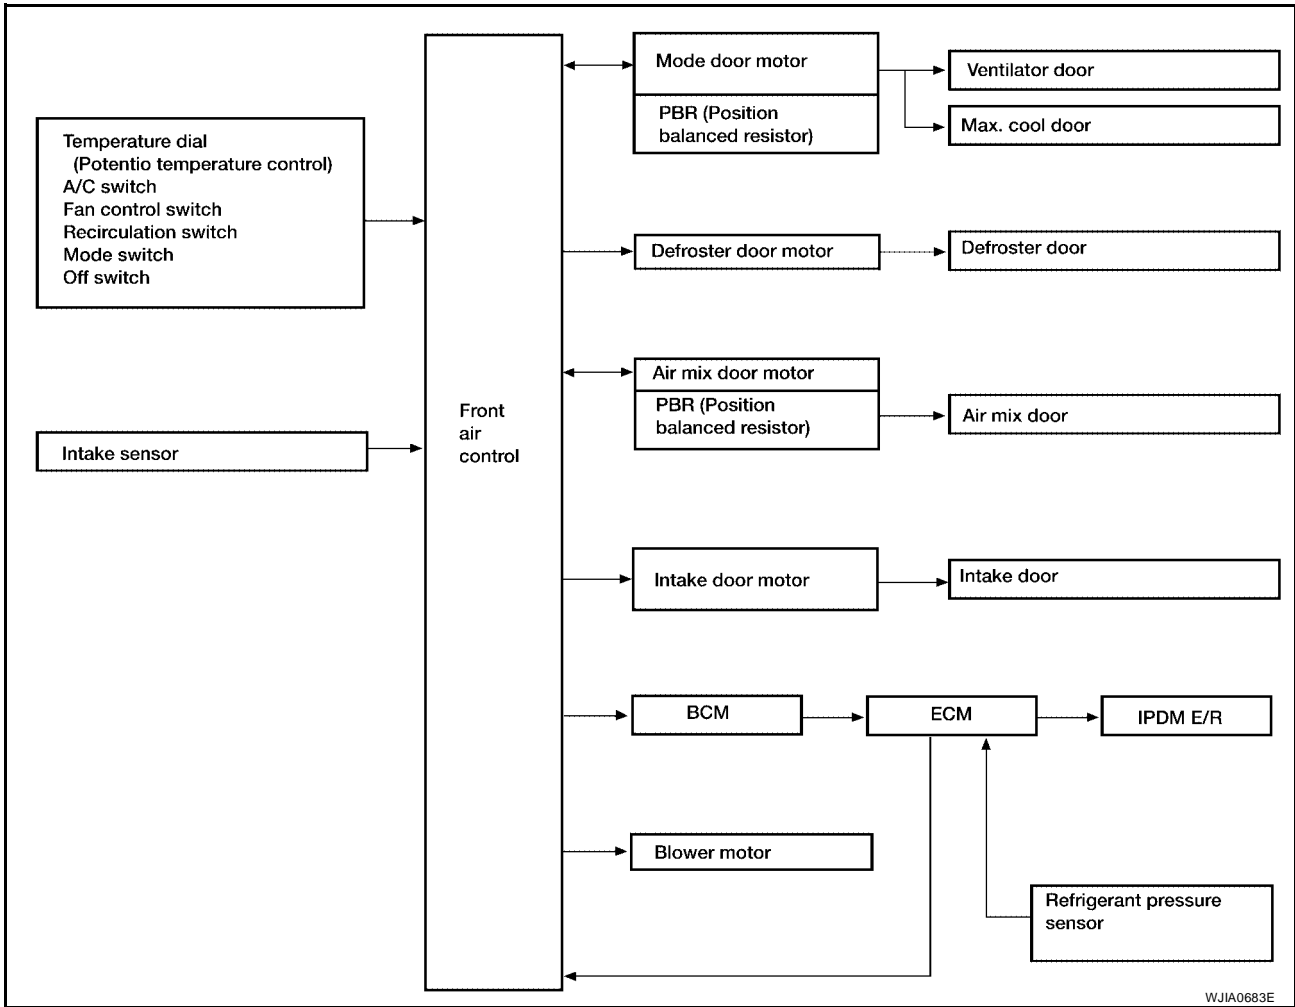 Temperature dial
(Potentio temperature control)
A/C switch
Fan control switch
Recirculation switch
Mode switch
Off switch
Intake sensor
Front
air
control
Mode door motor
PBR (Position
balanced resistor)
Ventilator door
Max. cool door
Defroster door motor
Defroster door
Air mix door motor
PBR (Position
balanced resistor)
Air mix door
Intake door motor
Intake door
BCM
ECM
IPDM E/R
Blower motor
Refrigerant pressure
sensor
WJIA0683E